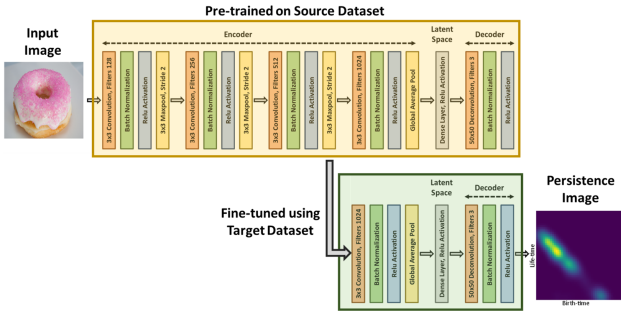 Pre-trained on Source Dataset
Input
Image
Encoder
Latent
Space
Decoder
3x3 Convolution, Filters 128
Batch Normalization
Relu Activation
3x3 Maxpool, Stride 2
3x3 Convolution, Filters 256
Batch Normalization
Relu Activation
3x3 Maxpool, Stride 2
3x3 Convolution, Filters 512
Batch Normalization
Relu Activation
3x3 Maxpool, Stride 2
3x3 Convolution, Filters 1024
Batch Normalization
Relu Activation
Global Average Pool
Dense Layer, Relu Activation
50x50 Deconvolution, Filters 3
Batch Normalization
Relu Activation
Fine-tuned using
Target Dataset
Latent
Space
Decoder
3x3 Convolution, Filters 1024
Batch Normalization
Relu Activation
Global Average Pool
Dense Layer, Relu Activation
50x50 Deconvolution, Filters 3
Batch Normalization
Relu Activation
Persistence
Image
Life-time
Birth-time